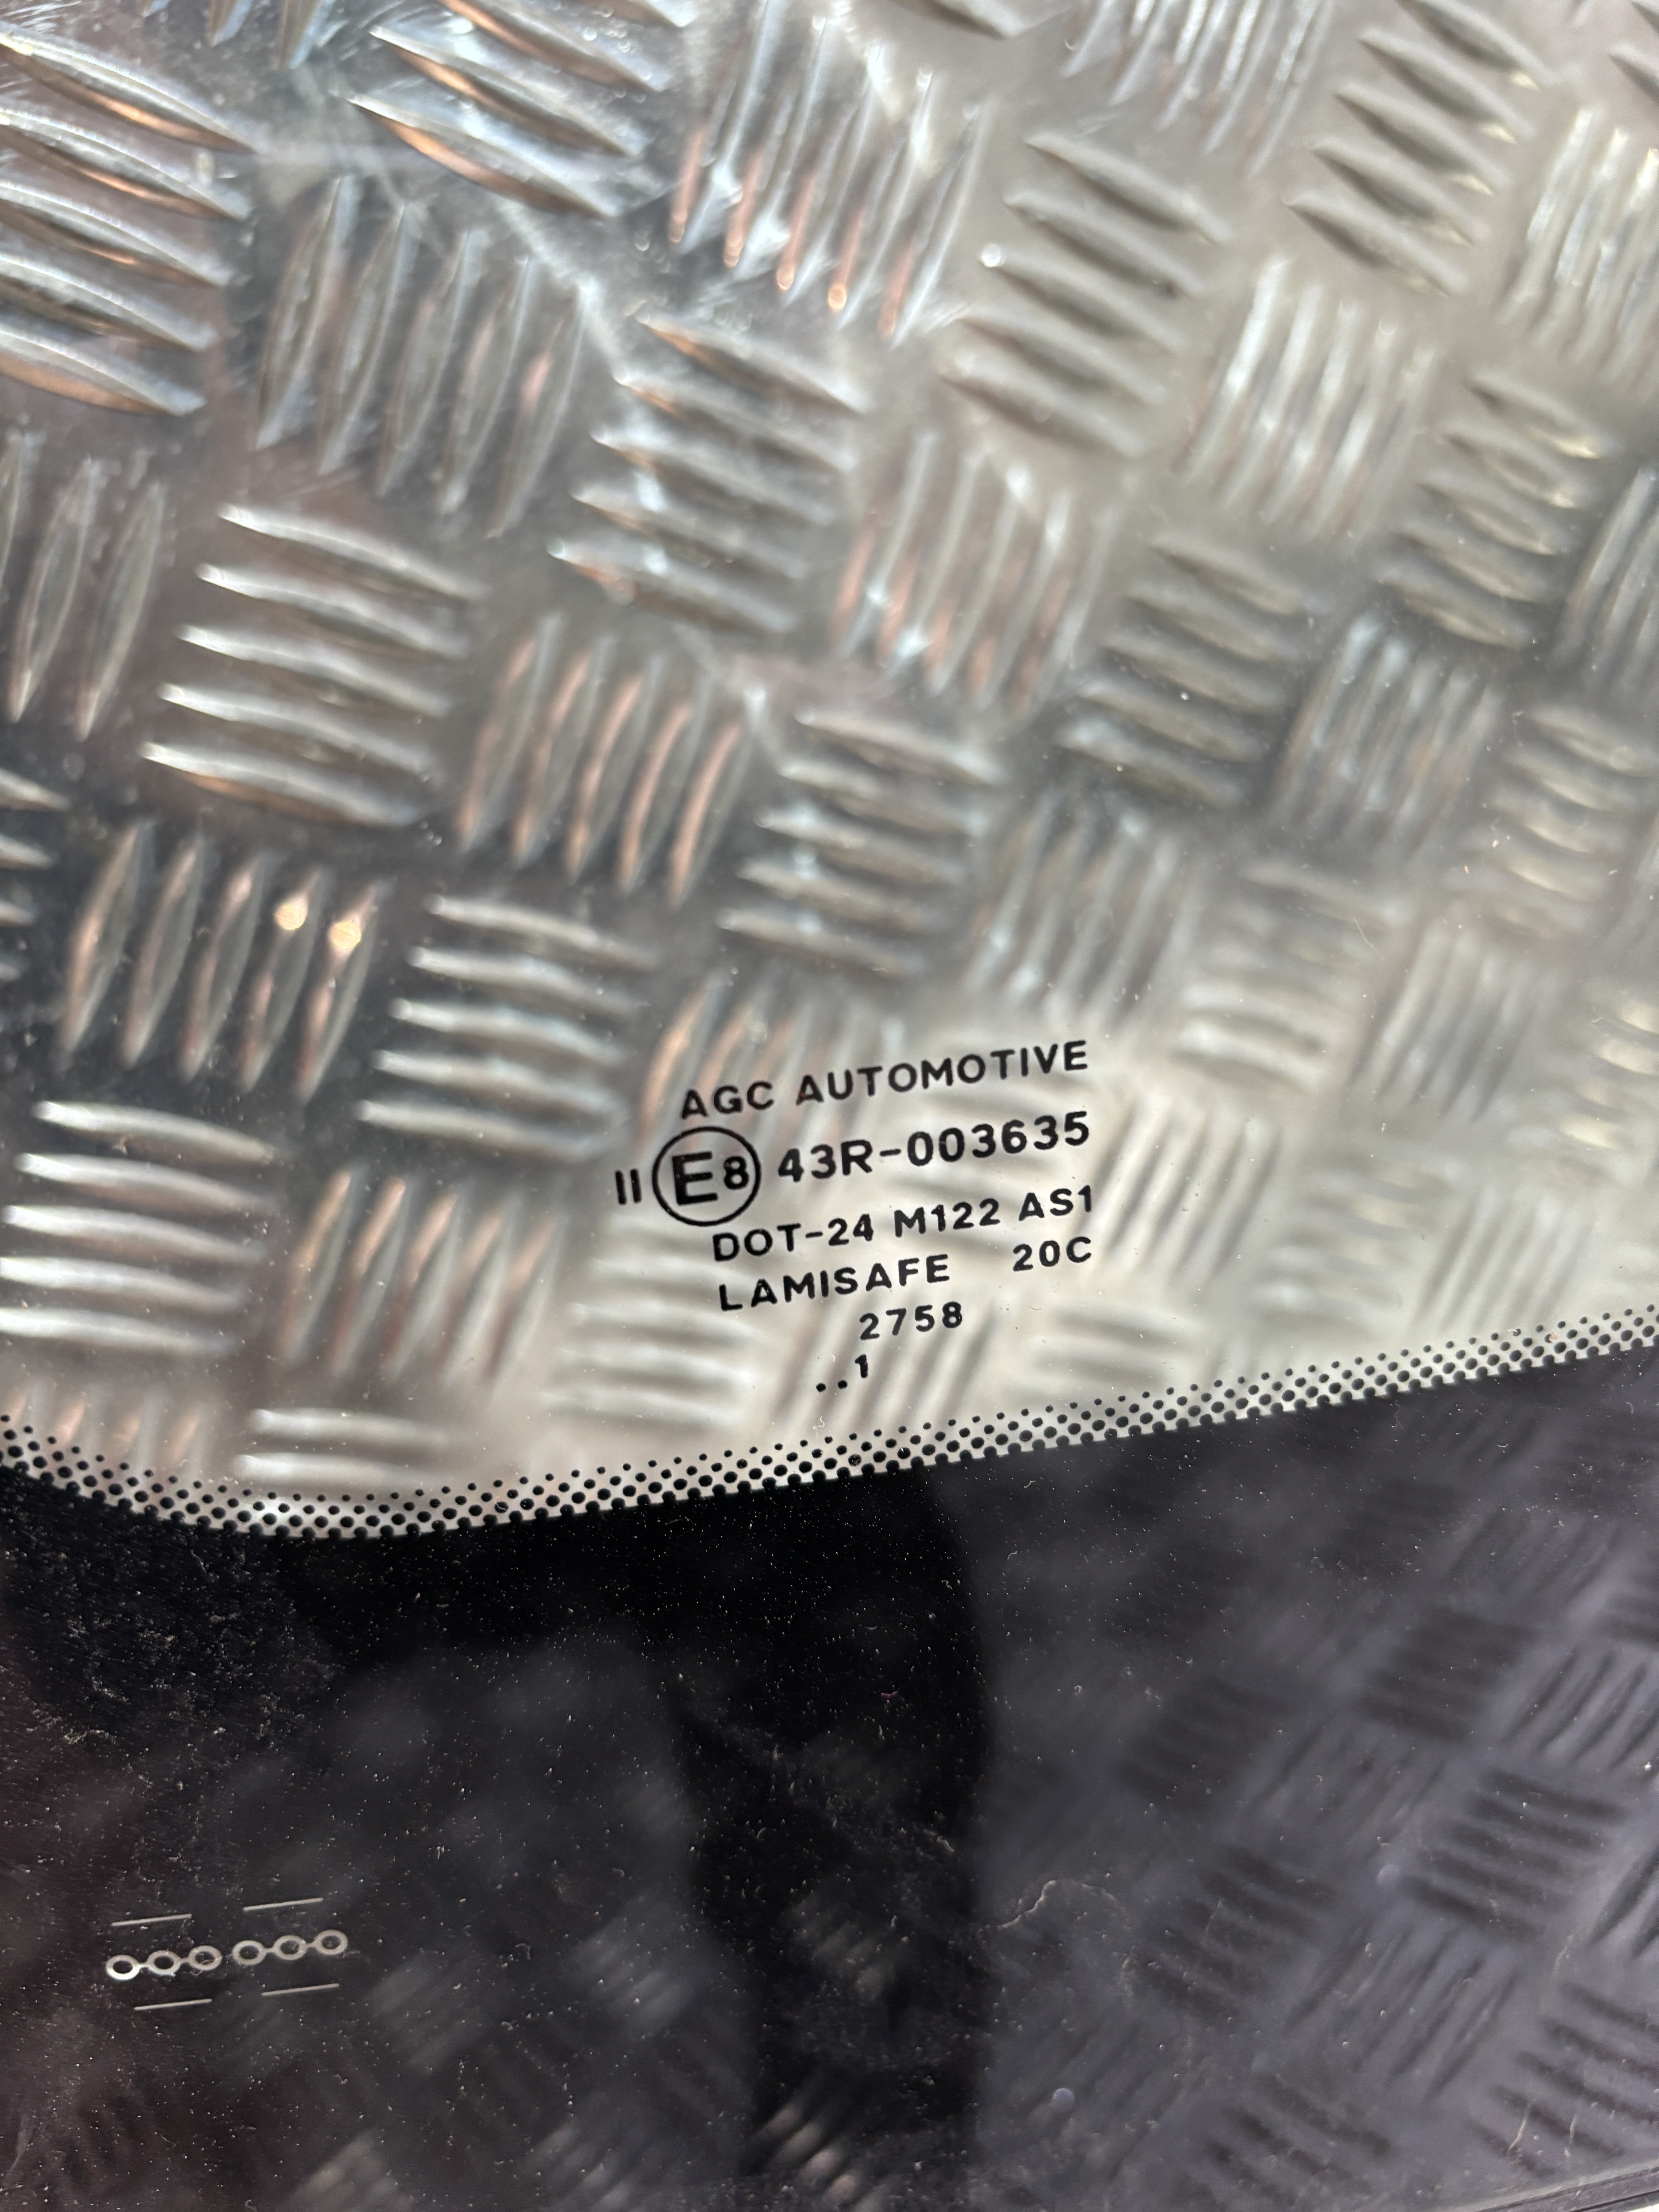 AGC AUTOMOTIVE
II E8 43R-003635
DOT-24 M122 AS1
LAMISAFE 20C
2758
..1